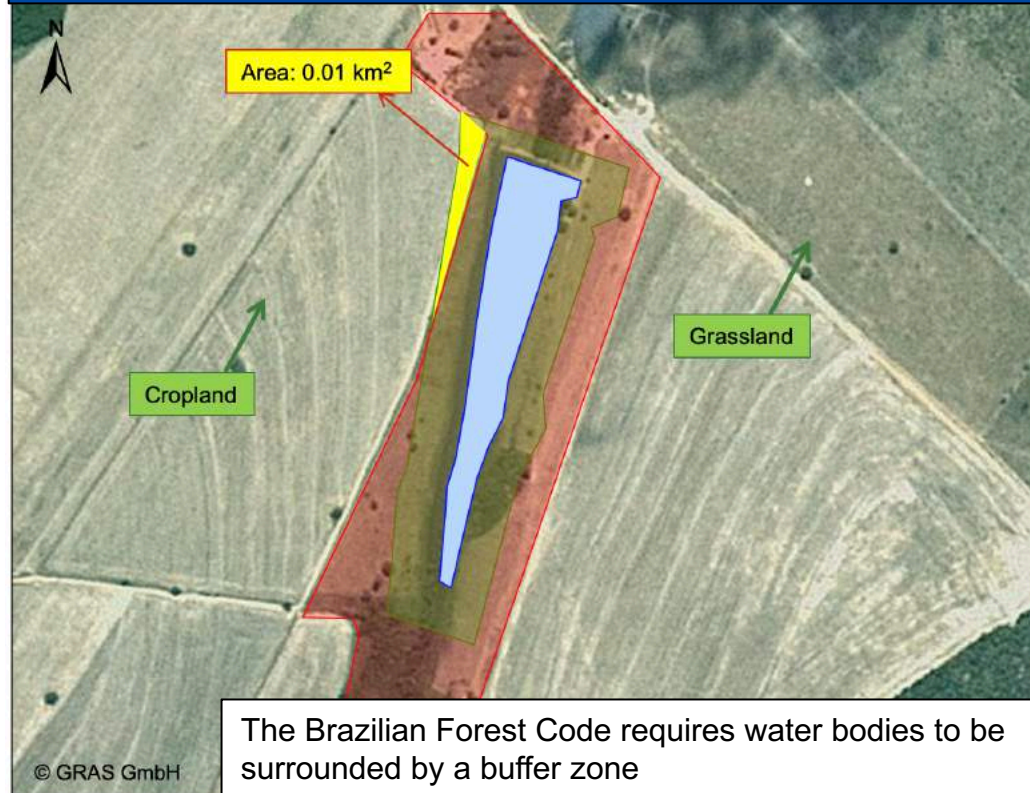 N
Area: 0.01 km²
Grassland
Cropland
The Brazilian Forest Code requires water bodies to be
surrounded by a buffer zone
© GRAS GmbH